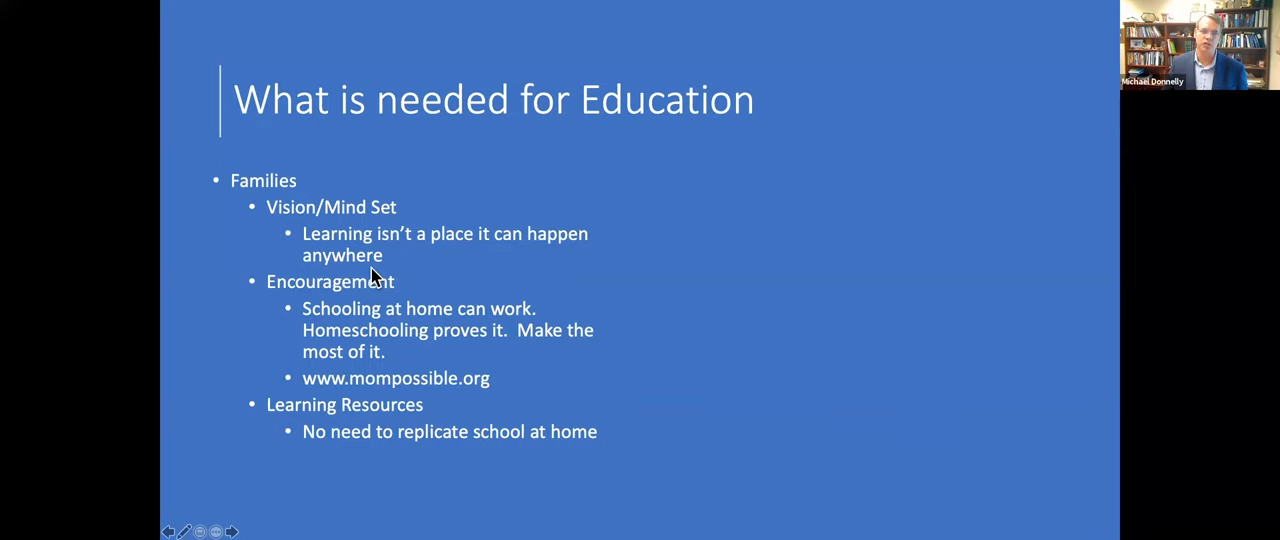 What is needed for Education
• Families
• Vision/Mind Set
• Learning isn’t a place it can happen
anywhere
• Encouragement
• Schooling at home can work.
Homeschooling proves it.  Make the
most of it.
• www.mompossible.org
• Learning Resources
• No need to replicate school at home
Michael Donnelly